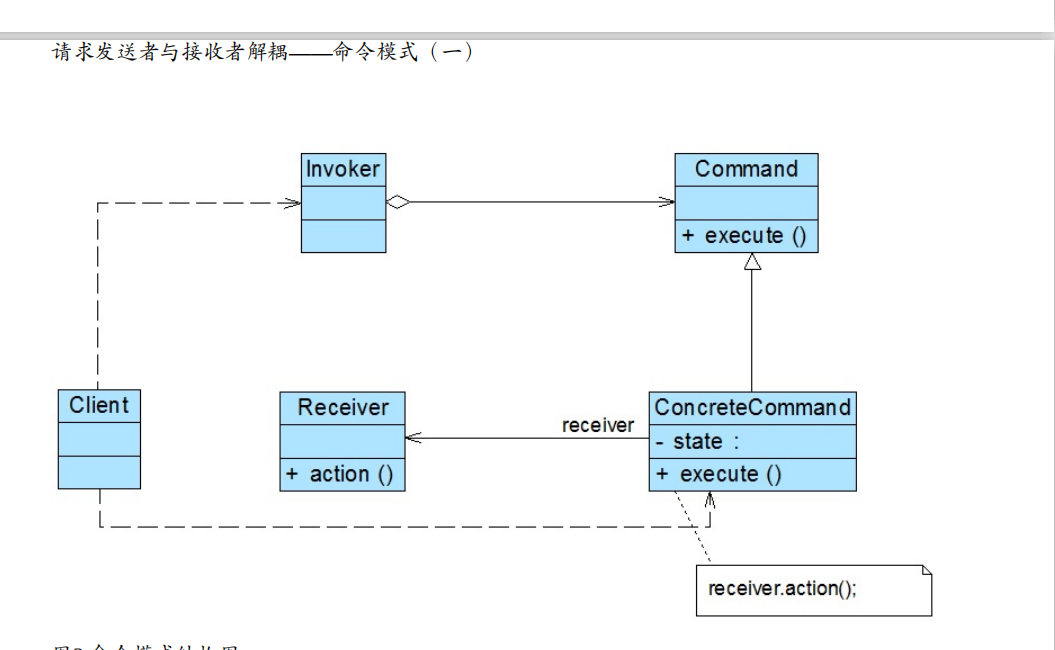 请求发送者与接收者解耦——命令模式（一）
Invoker
Command
+ execute ()
Client
Receiver
+ action ()
receiver
ConcreteCommand
- state :
+ execute ()
receiver.action();